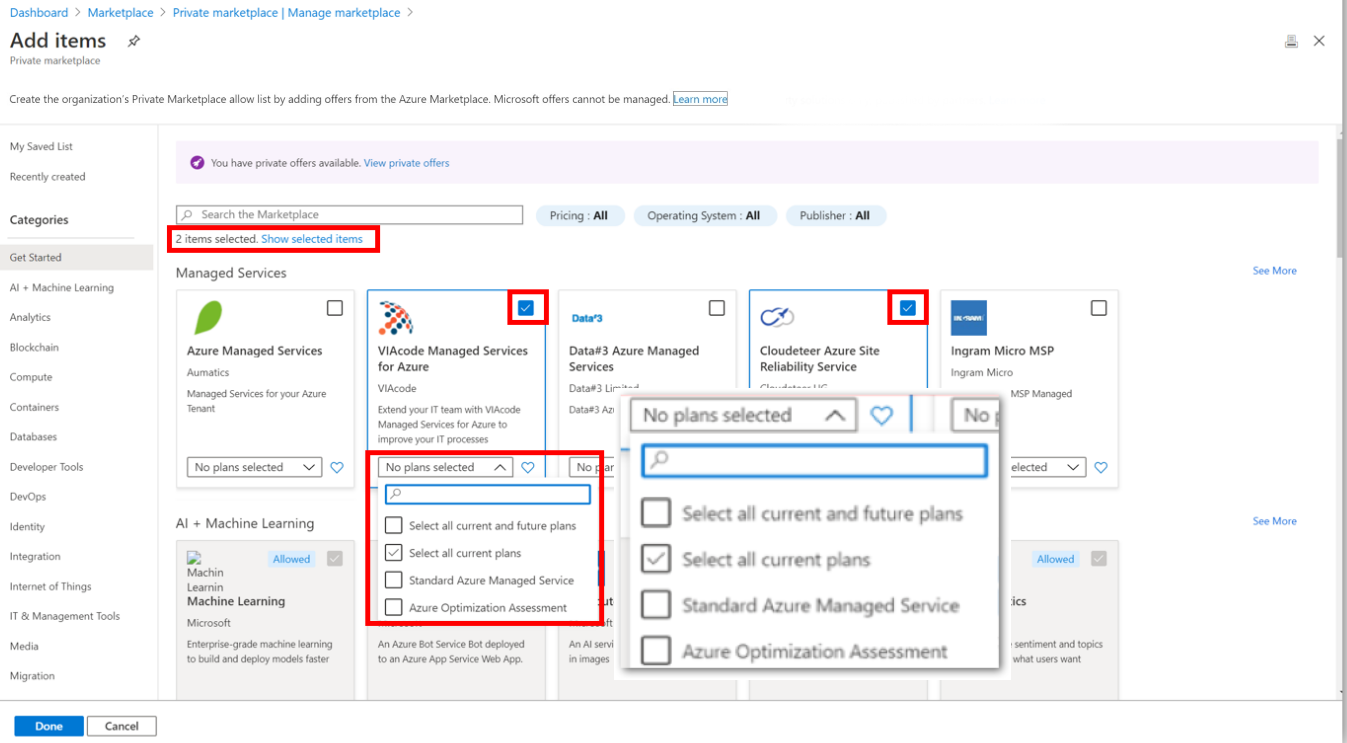 Dashboard > Marketplace > Private marketplace | Manage marketplace >
Add items
Private marketplace
Create the organization's Private Marketplace allow list by adding offers from the Azure Marketplace. Microsoft offers cannot be managed. Learn more
My Saved List
Recently created
Categories
Get Started
AI + Machine Learning
Analytics
Blockchain
Compute
Containers
Databases
Developer Tools
DevOps
Identity
Integration
Internet of Things
IT & Management Tools
Media
Migration
You have private offers available. View private offers
Search the Marketplace
Pricing : All
Operating System : All
Publisher : All
2 items selected. Show selected items
Managed Services
See More
Azure Managed Services
Aumatics
Managed Services for your Azure
Tenant
No plans selected
VIAcode Managed Services
for Azure
VIAcode
Extend your IT team with VIAcode
Managed Services for Azure to
improve your IT processes
No plans selected
Select all current and future plans
Select all current plans
Standard Azure Managed Service
Azure Optimization Assessment
Data#3
Data#3 Azure Managed
Services
Data#3 Limited
Data#3 Az
No plan
Cloudeteer Azure Site
Reliability Service
Cloudeteer UG
Ingram Micro MSP
Ingram Micro
MSP Managed
elected
No plans selected
No p
Select all current and future plans
Select all current plans
Standard Azure Managed Service
Azure Optimization Assessment
AI + Machine Learning
See More
Allowed
Machin
Learnin
Machine Learning
Microsoft
Enterprise-grade machine learning
to build and deploy models faster
An Azure Bot Service Bot deployed
to an Azure App Service Web App.
ut
Microsoft
An AI servi
in images
Allowed
tics
sentiment and topics
what users want
Done
Cancel